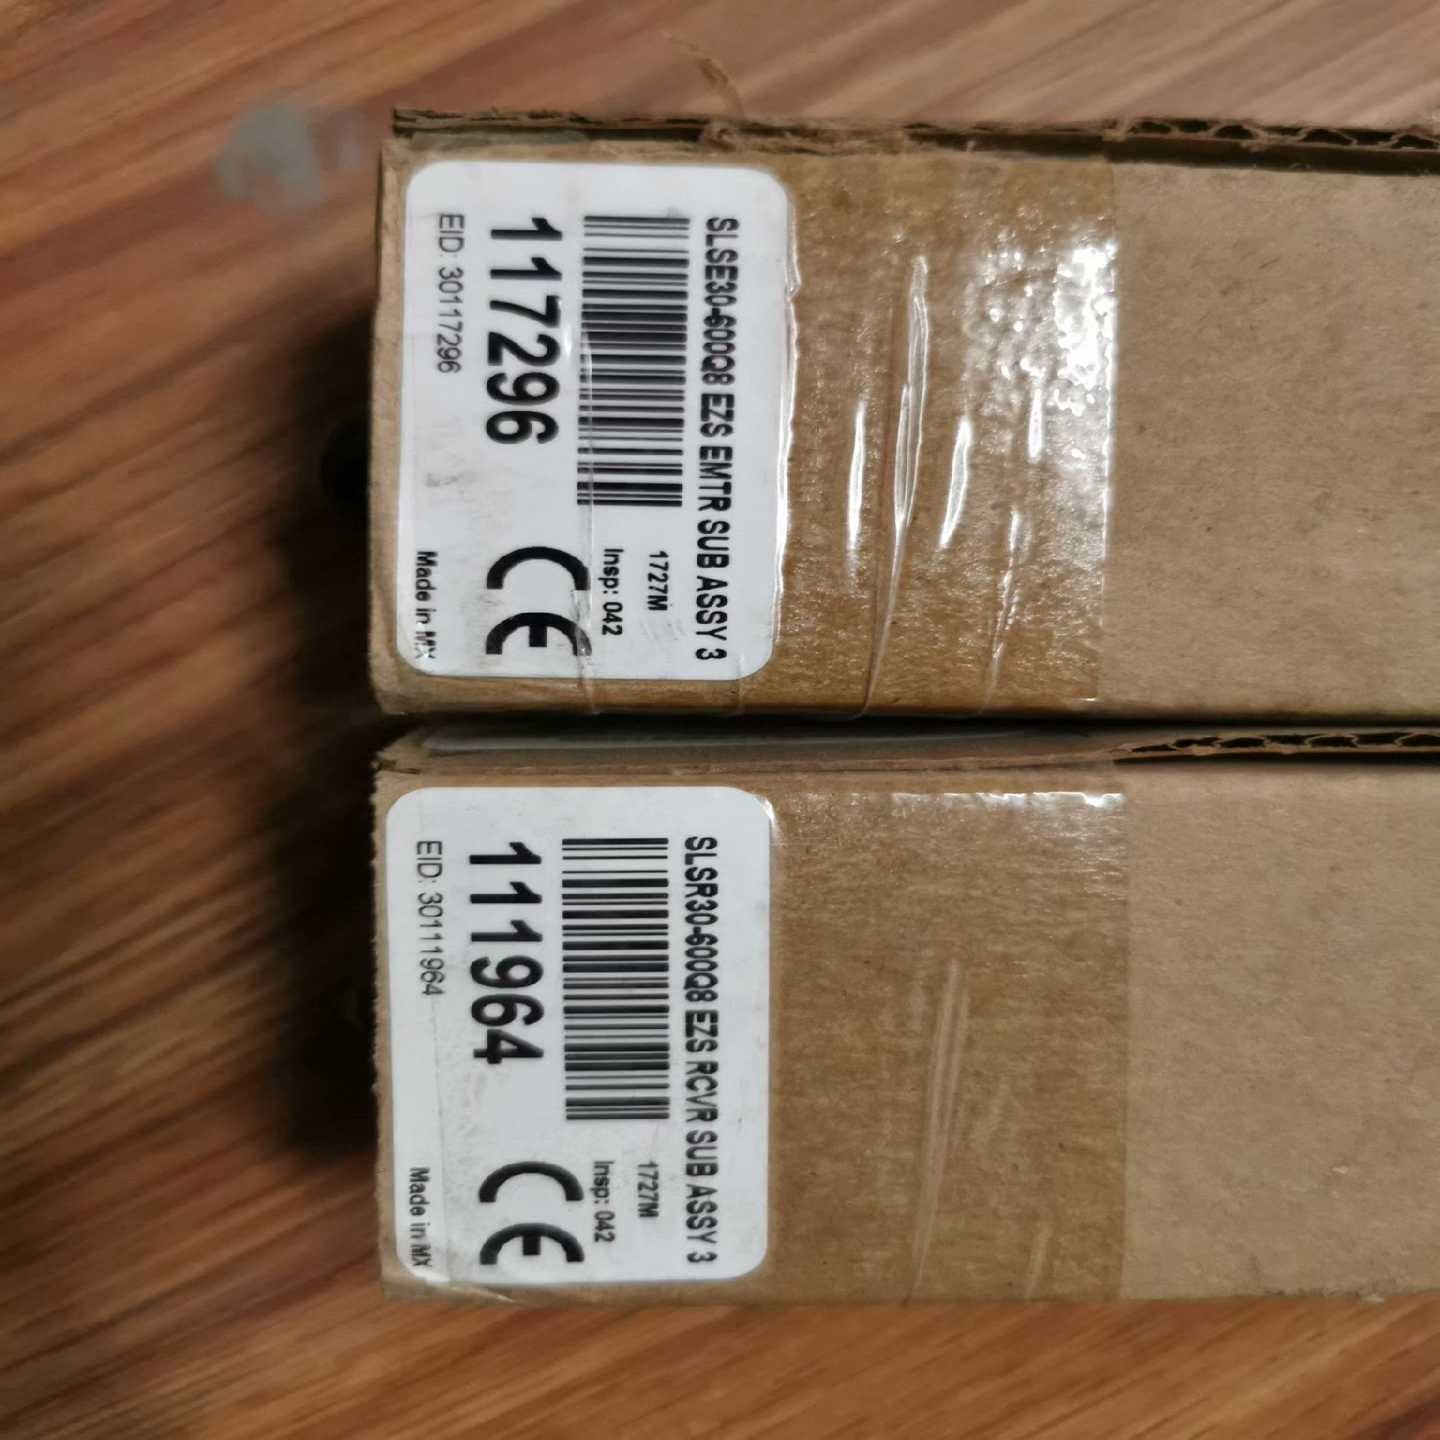 SLSE30-600Q8 EZS EMTR SUB ASSY 3
1727M
Insp: 042
117296
CE
EID: 30117296
Made in MX
SLSR30-600Q8 EZS RCVR SUB ASSY 3
1727M
Insp: 042
111964
CE
EID: 30111964
Made in MX